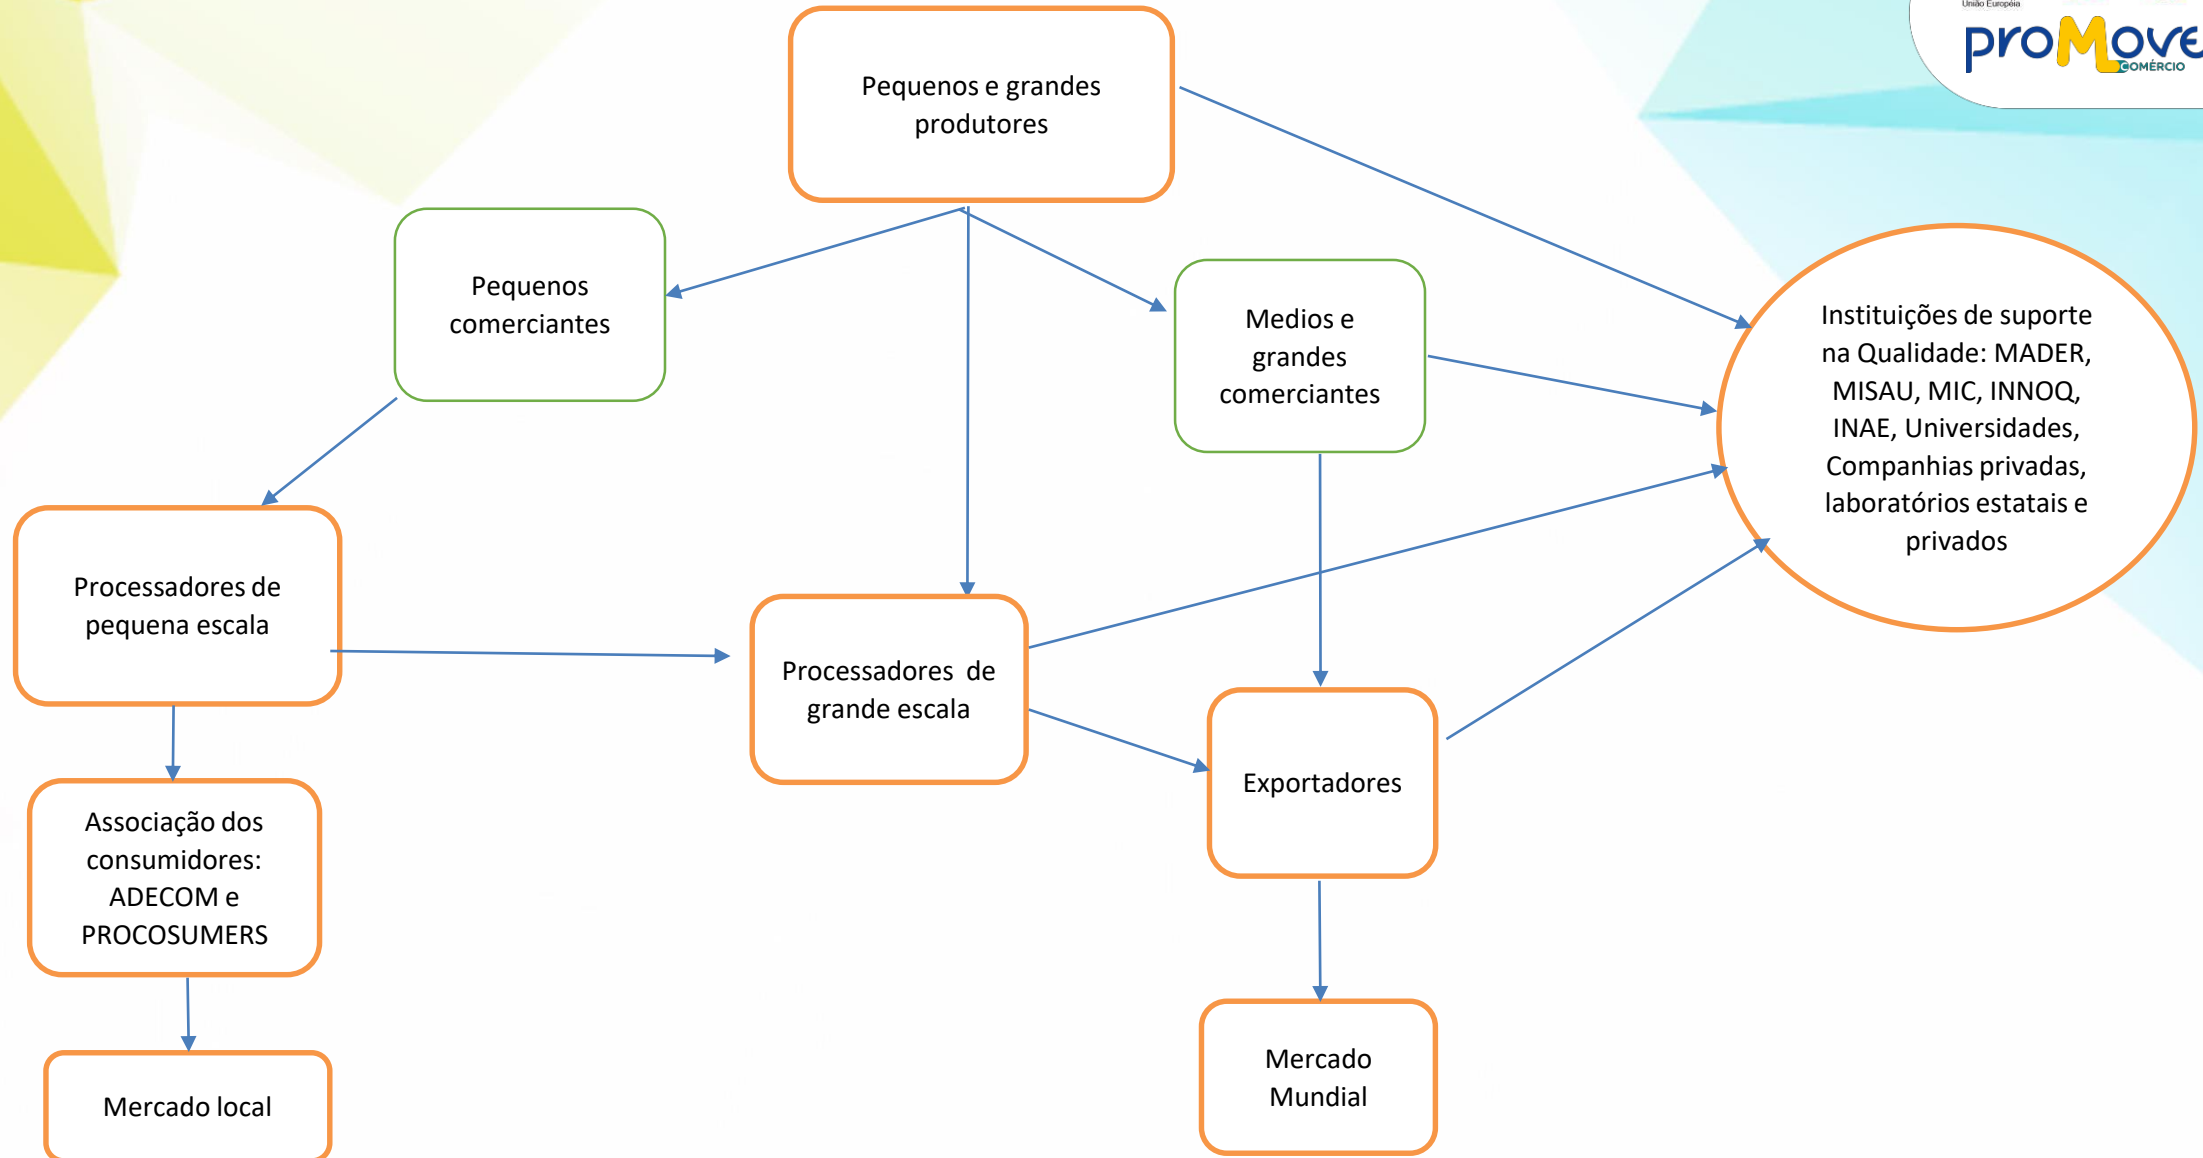 União Européia
proMove
COMÉRCIO
Pequenos e grandes
produtores
Pequenos
comerciantes
Medios e
grandes
comerciantes
Instituições de suporte
na Qualidade: MADER,
MISAU, MIC, INNOQ,
INAE, Universidades,
Companhias privadas,
laboratórios estatais e
privados
Processadores de
pequena escala
Processadores  de
grande escala
Exportadores
Associação dos
consumidores:
ADECOM e
PROCOSUMERS
Mercado
Mundial
Mercado local